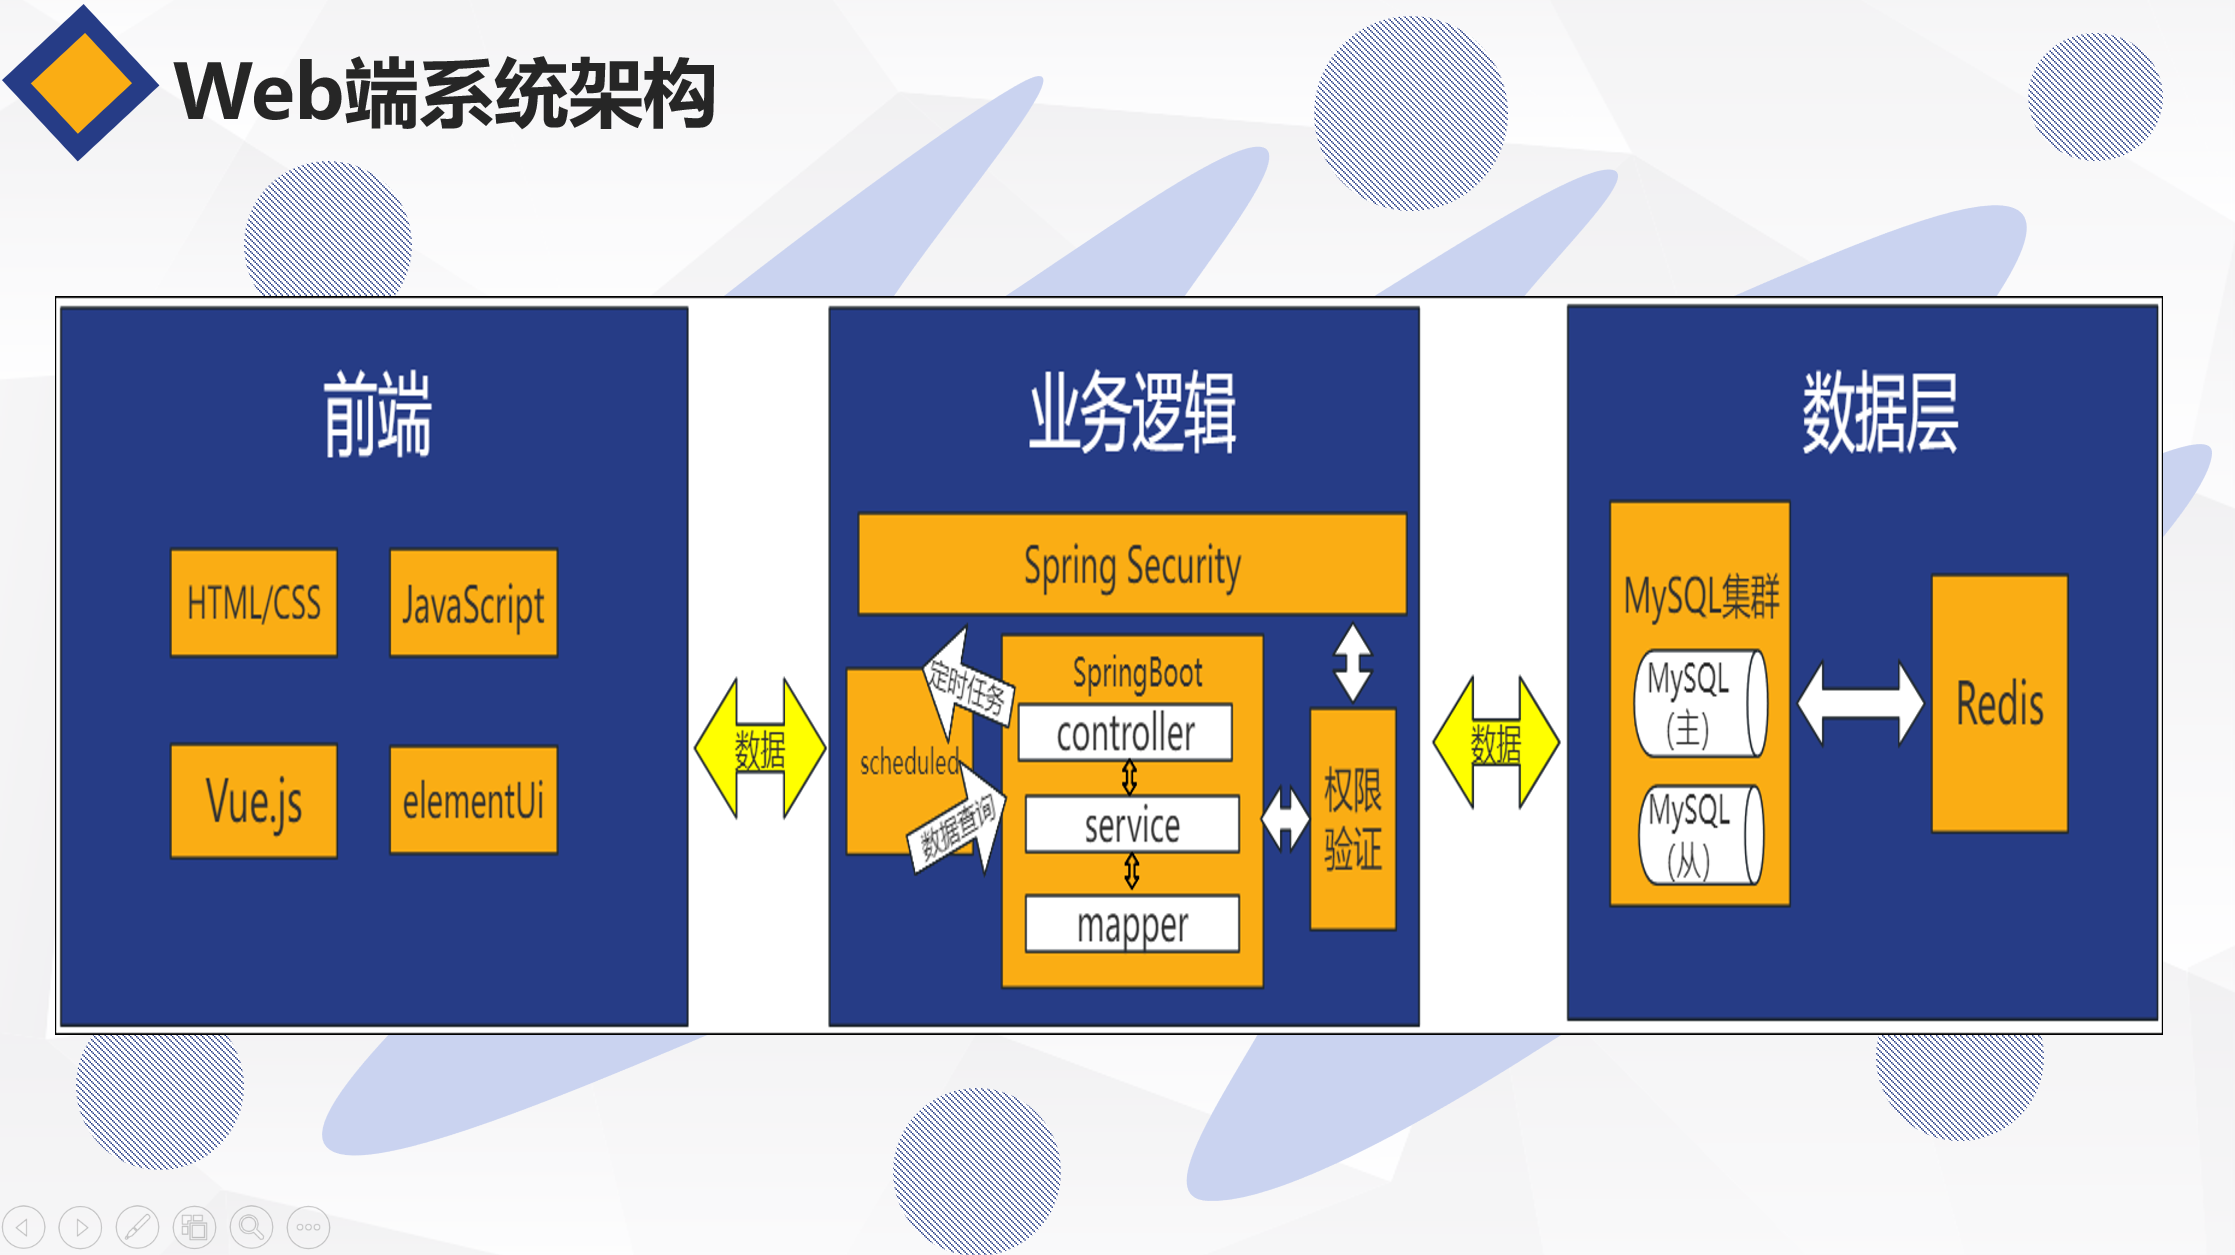 Web端系统架构
前端
HTML/CSS
JavaScript
Vue.js
elementUi
数据
业务逻辑
Spring Security
定时任务
scheduled
数据查询
SpringBoot
controller
service
mapper
权限
验证
数据
数据层
MySQL集群
MySQL
(主)
MySQL
(从)
Redis